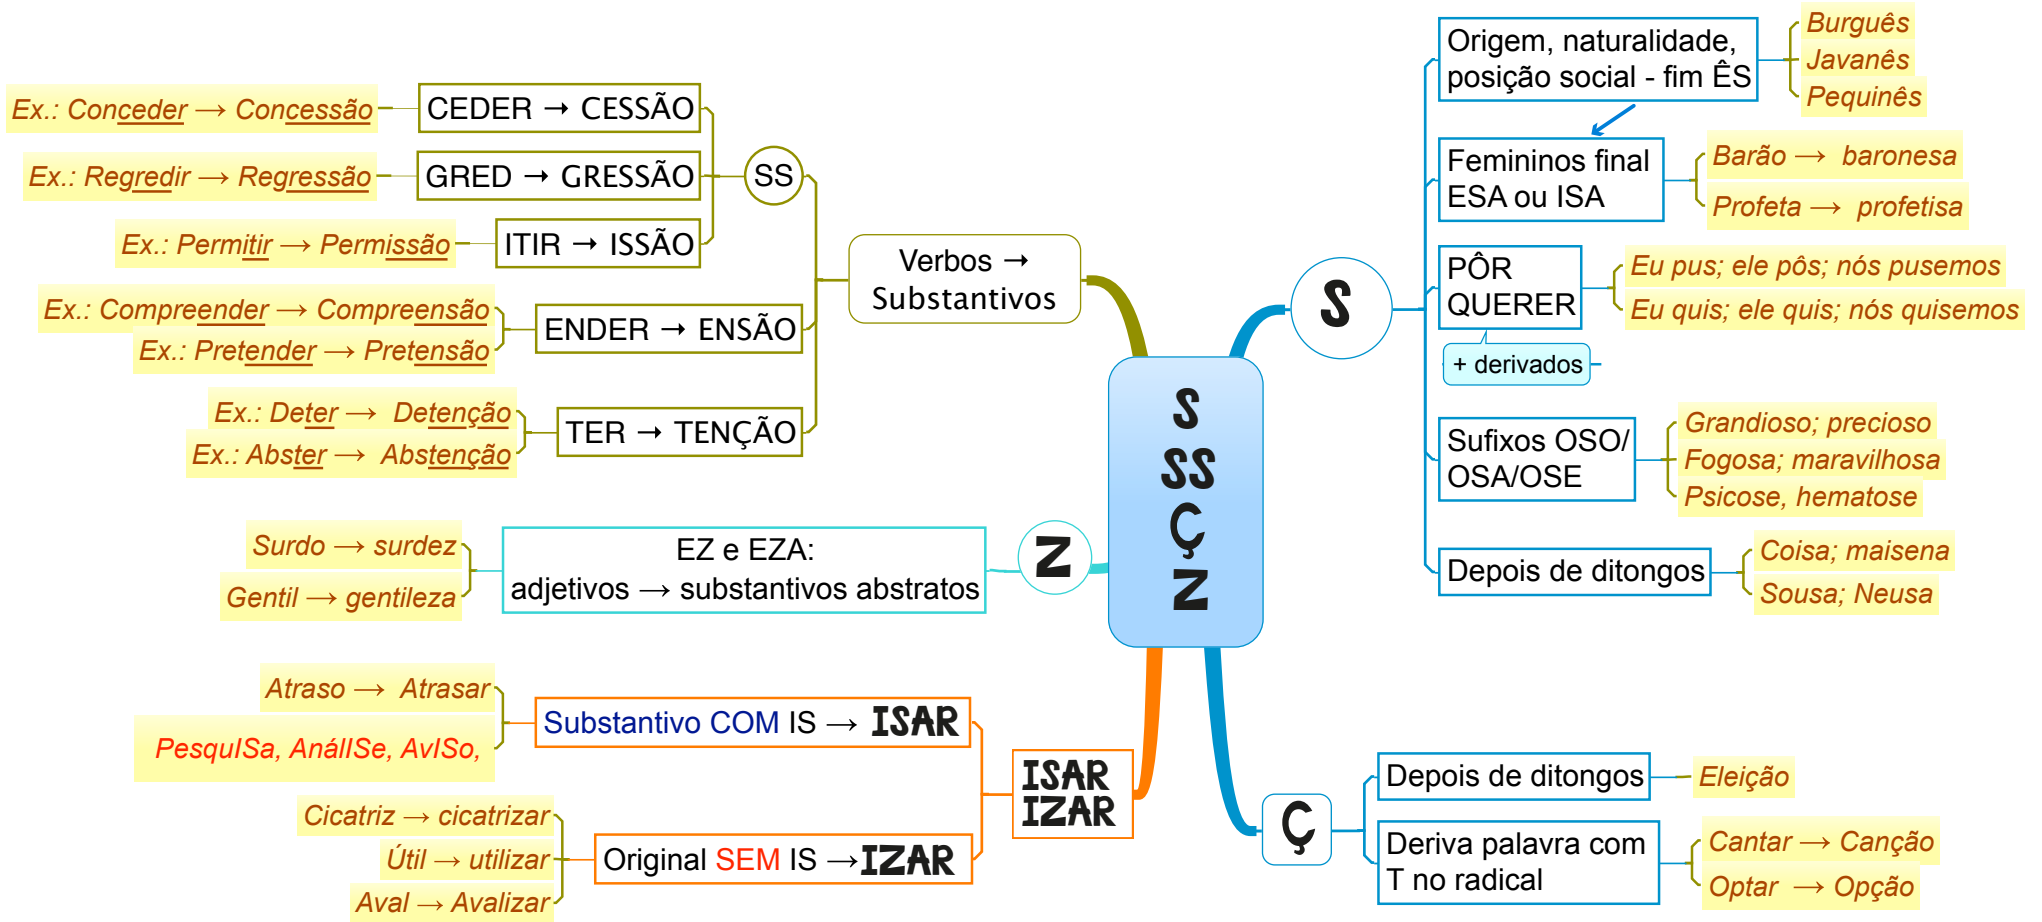 S
SS
Ç
Z
Verbos →
Substantivos
SS
CEDER → CESSÃO
Ex.: Conceder → Concessão
GRED → GRESSÃO
Ex.: Regredir → Regressão
ITIR → ISSÃO
Ex.: Permitir → Permissão
ENDER → ENSÃO
Ex.: Compreender → Compreensão
Ex.: Pretender → Pretensão
TER → TENÇÃO
Ex.: Deter → Detenção
Ex.: Abster → Abstenção
Z
EZ e EZA:
adjetivos → substantivos abstratos
Surdo → surdez
Gentil → gentileza
ISAR
IZAR
Substantivo COM IS → ISAR
Atraso → Atrasar
PesquISa, AnálISe, AvISo,
Original SEM IS →IZAR
Cicatriz → cicatrizar
Útil → utilizar
Aval → Avalizar
S
Origem, naturalidade,
posição social - fim ÊS
Burguês
Javanês
Pequinês
Femininos final
ESA ou ISA
Barão → baronesa
Profeta → profetisa
PÔR
QUERER
+ derivados
Eu pus; ele pôs; nós pusemos
Eu quis; ele quis; nós quisemos
Sufixos OSO/
OSA/OSE
Grandioso; precioso
Fogosa; maravilhosa
Psicose, hematose
Depois de ditongos
Coisa; maisena
Sousa; Neusa
Ç
Depois de ditongos
Eleição
Deriva palavra com
T no radical
Cantar → Canção
Optar → Opção